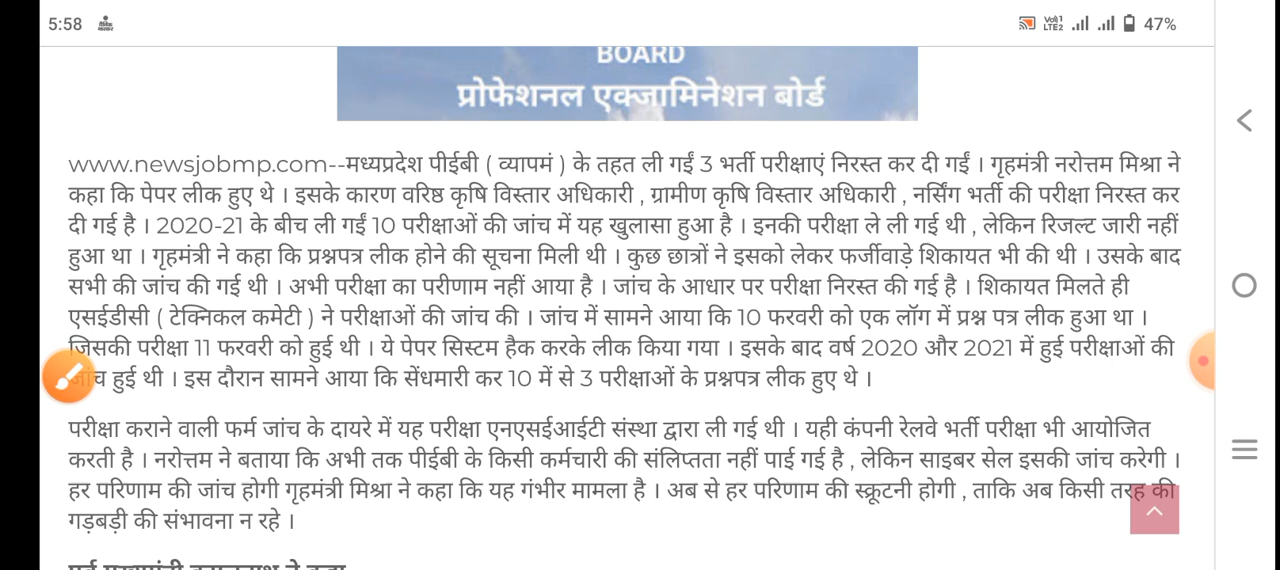 5:58
Vo))1
LTE2
47%
BOARD
प्रोफेशनल एक्जामिनेशन बोर्ड
www.newsjobmp.com--मध्यप्रदेश पीईबी ( व्यापमं ) के तहत ली गईं 3 भर्ती परीक्षाएं निरस्त कर दी गईं । गृहमंत्री नरोत्तम मिश्रा ने
कहा कि पेपर लीक हुए थे । इसके कारण वरिष्ठ कृषि विस्तार अधिकारी , ग्रामीण कृषि विस्तार अधिकारी , नर्सिंग भर्ती की परीक्षा निरस्त कर
दी गई है । 2020-21 के बीच ली गईं 10 परीक्षाओं की जांच में यह खुलासा हुआ है । इनकी परीक्षा ले ली गई थी , लेकिन रिजल्ट जारी नहीं
हुआ था । गृहमंत्री ने कहा कि प्रश्नपत्र लीक होने की सूचना मिली थी । कुछ छात्रों ने इसको लेकर फर्जीवाड़े शिकायत भी की थी । उसके बाद
सभी की जांच की गई थी । अभी परीक्षा का परीणाम नहीं आया है । जांच के आधार पर परीक्षा निरस्त की गई है । शिकायत मिलते ही
एसईडीसी ( टेक्निकल कमेटी ) ने परीक्षाओं की जांच की । जांच में सामने आया कि 10 फरवरी को एक लॉग में प्रश्न पत्र लीक हुआ था ।
जिसकी परीक्षा 11 फरवरी को हुई थी । ये पेपर सिस्टम हैक करके लीक किया गया । इसके बाद वर्ष 2020 और 2021 में हुई परीक्षाओं की
जांच हुई थी । इस दौरान सामने आया कि सेंधमारी कर 10 में से 3 परीक्षाओं के प्रश्नपत्र लीक हुए थे ।
परीक्षा कराने वाली फर्म जांच के दायरे में यह परीक्षा एनएसईआईटी संस्था द्वारा ली गई थी । यही कंपनी रेलवे भर्ती परीक्षा भी आयोजित
करती है । नरोत्तम ने बताया कि अभी तक पीईबी के किसी कर्मचारी की संलिप्तता नहीं पाई गई है , लेकिन साइबर सेल इसकी जांच करेगी ।
हर परिणाम की जांच होगी गृहमंत्री मिश्रा ने कहा कि यह गंभीर मामला है । अब से हर परिणाम की स्क्रूटनी होगी , ताकि अब किसी तरह की
गड़बड़ी की संभावना न रहे ।